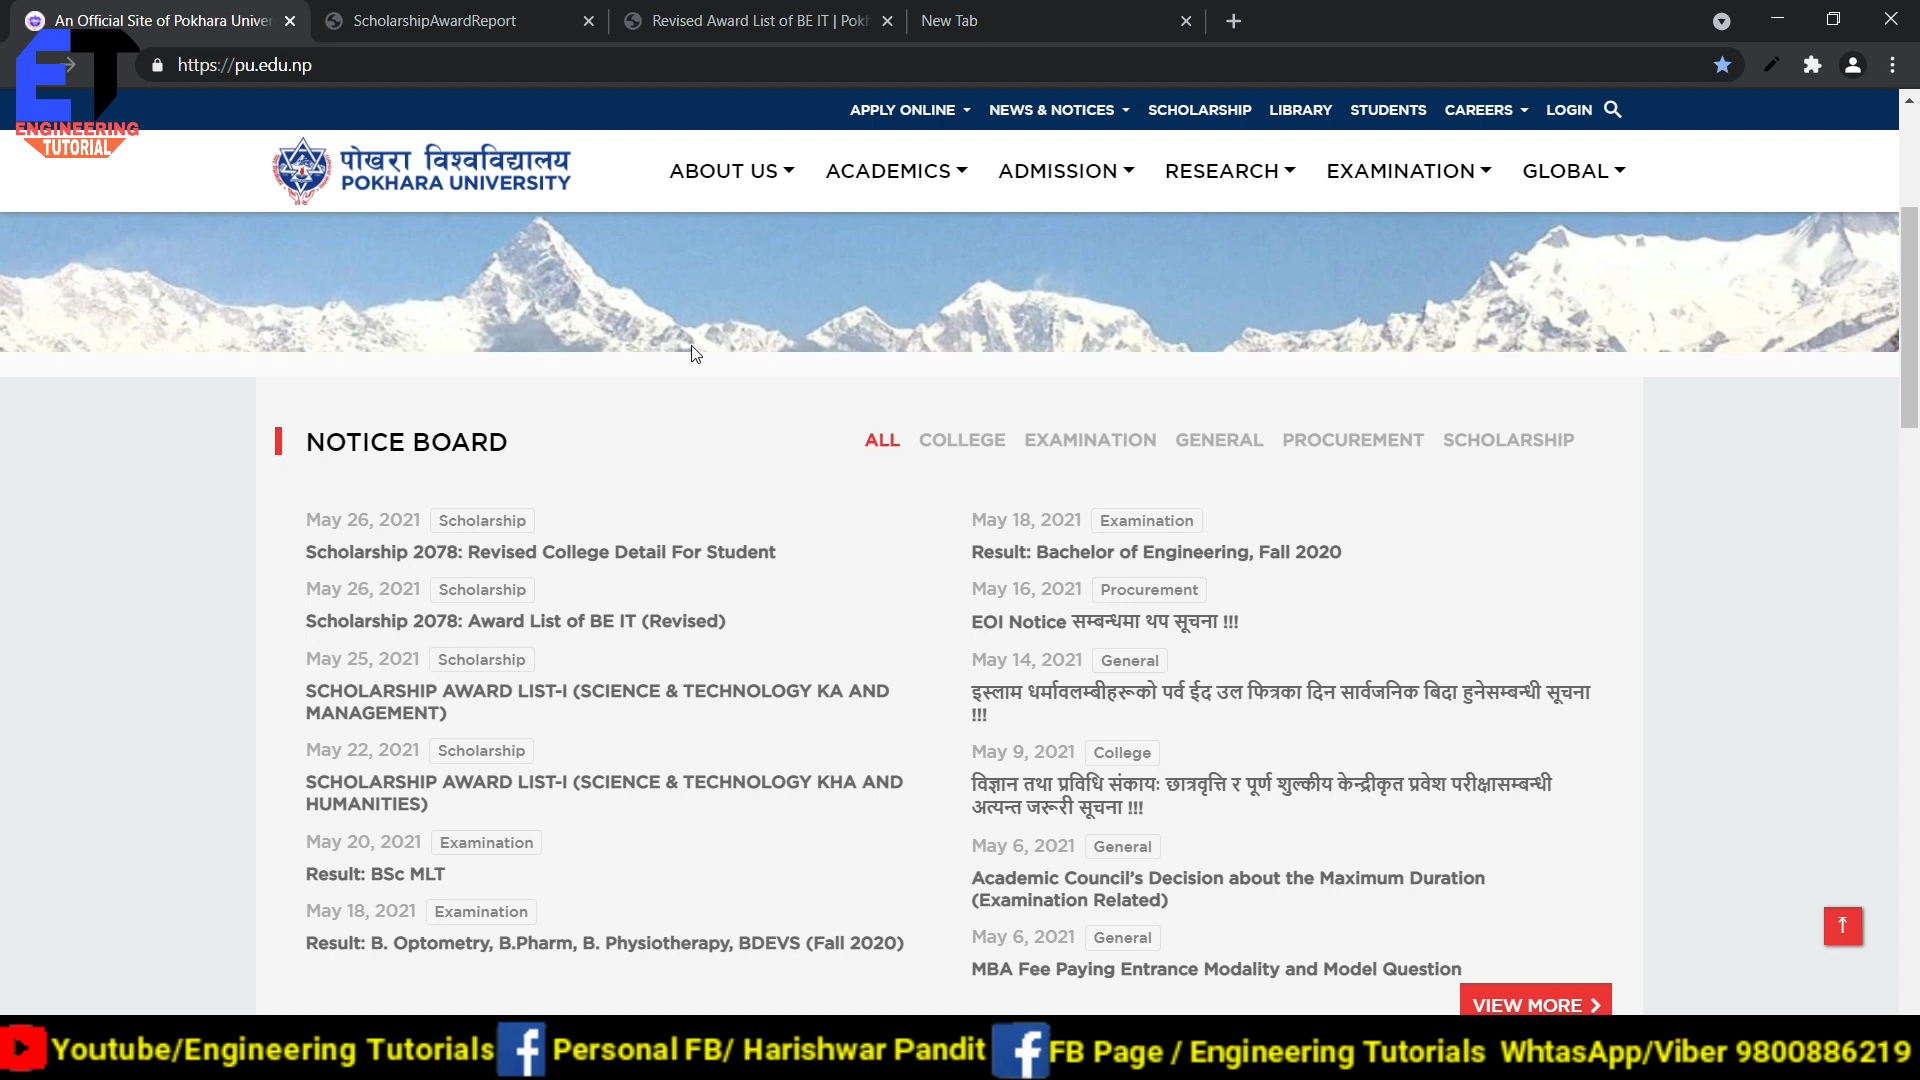 An Official Site of Pokhara Univer
ScholarshipAwardReport
Revised Award List of BE IT | Pokh
New Tab
https://pu.edu.np
ET
ENGINEERING
TUTORIAL
APPLY ONLINE NEWS & NOTICES SCHOLARSHIP LIBRARY STUDENTS CAREERS LOGIN
पोखरा विश्वविद्यालय
POKHARA UNIVERSITY
ABOUT US ACADEMICS ADMISSION RESEARCH EXAMINATION GLOBAL
NOTICE BOARD
ALL COLLEGE EXAMINATION GENERAL PROCUREMENT SCHOLARSHIP
May 26, 2021 Scholarship
Scholarship 2078: Revised College Detail For Student
May 26, 2021 Scholarship
Scholarship 2078: Award List of BE IT (Revised)
May 25, 2021 Scholarship
SCHOLARSHIP AWARD LIST-I (SCIENCE & TECHNOLOGY KA AND
MANAGEMENT)
May 22, 2021 Scholarship
SCHOLARSHIP AWARD LIST-I (SCIENCE & TECHNOLOGY KHA AND
HUMANITIES)
May 20, 2021 Examination
Result: BSc MLT
May 18, 2021 Examination
Result: B. Optometry, B.Pharm, B. Physiotherapy, BDEVS (Fall 2020)
May 18, 2021 Examination
Result: Bachelor of Engineering, Fall 2020
May 16, 2021 Procurement
EOI Notice सम्बन्धमा थप सूचना !!!
May 14, 2021 General
इस्लाम धर्मावलम्बीहरूको पर्व ईद उल फित्रका दिन सार्वजनिक बिदा हुनेसम्बन्धी सूचना
!!!
May 9, 2021 College
विज्ञान तथा प्रविधि संकायः छात्रवृत्ति र पूर्ण शुल्कीय केन्द्रीकृत प्रवेश परीक्षासम्बन्धी
अत्यन्त जरूरी सूचना !!!
May 6, 2021 General
Academic Council's Decision about the Maximum Duration
(Examination Related)
May 6, 2021 General
MBA Fee Paying Entrance Modality and Model Question
VIEW MORE
Youtube/Engineering Tutorials Personal FB/ Harishwar Pandit FB Page / Engineering Tutorials WhtasApp/Viber 9800886219